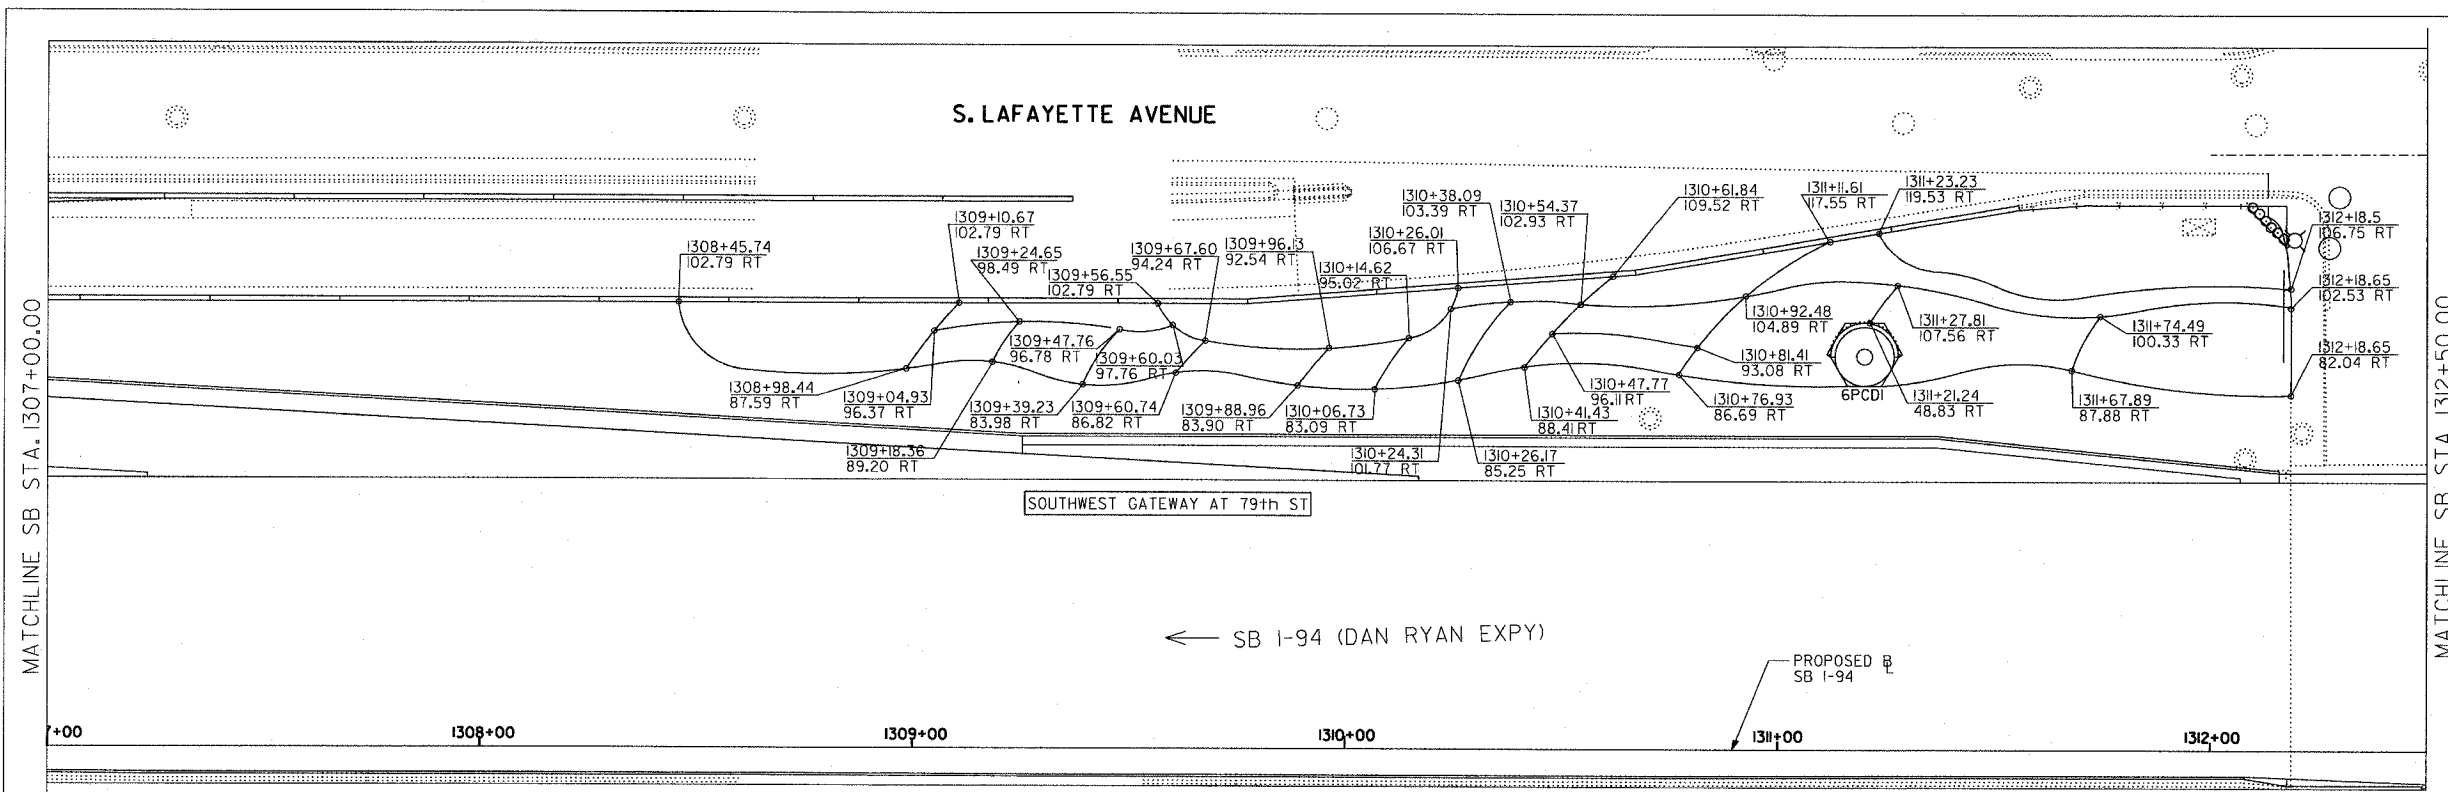 S. LAFAYETTE AVENUE
1308+45.74
102.79 RT
1309+10.67
102.79 RT
1309+24.65
98.49 RT
1309+56.55
102.79 RT
1309+67.60
94.24 RT
1309+96.13
92.54 RT
1310+14.62
95.02 RT
1310+26.01
106.67 RT
1310+38.09
103.39 RT
1310+54.37
102.93 RT
1310+61.84
109.52 RT
1311+11.61
117.55 RT
1311+23.23
119.53 RT
1312+18.5
106.75 RT
1312+18.65
102.53 RT
1312+18.65
82.04 RT
1308+98.44
87.59 RT
1309+04.93
96.37 RT
1309+18.36
89.20 RT
1309+47.76
96.78 RT
1309+39.23
83.98 RT
1309+60.03
97.76 RT
1309+60.74
86.82 RT
1309+88.96
83.90 RT
1310+06.73
83.09 RT
1310+24.31
101.77 RT
1310+26.17
85.25 RT
1310+41.43
88.41 RT
1310+47.77
96.11 RT
1310+76.93
86.69 RT
1310+81.41
93.08 RT
1310+92.48
104.89 RT
6PCDI
1311+21.24
48.83 RT
1311+27.81
107.56 RT
1311+67.89
87.88 RT
1311+74.49
100.33 RT
MATCHLINE SB STA. 1307+00.00
MATCHLINE SB STA 1312+50.00
SOUTHWEST GATEWAY AT 79th ST
SB I-94 (DAN RYAN EXPY)
PROPOSED BL
SB I-94
7+00
1308+00
1309+00
1310+00
1311+00
1312+00